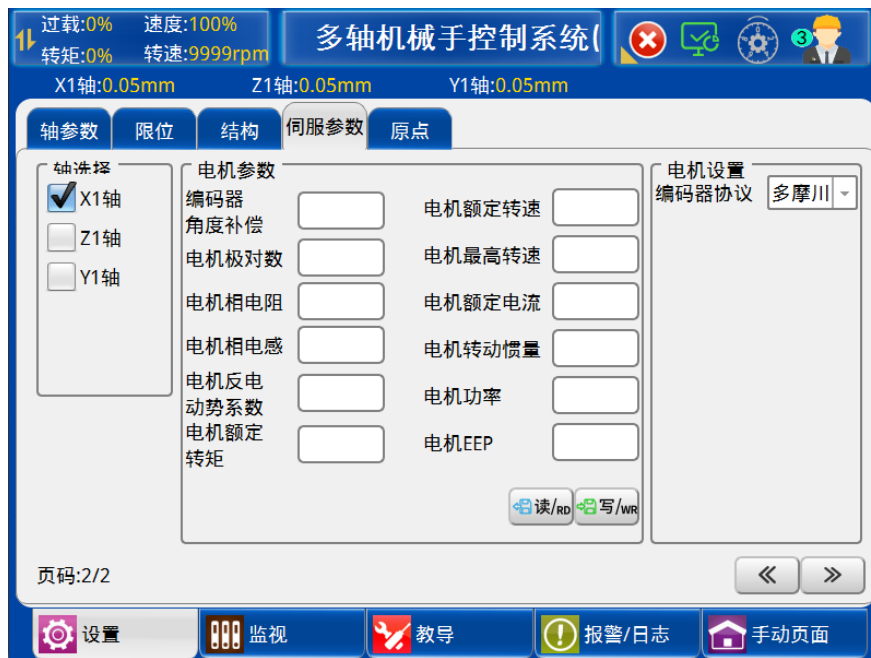 过载:0% 速度:100%
转矩:0% 转速:9999rpm
多轴机械手控制系统(
3
X1轴:0.05mm Z1轴:0.05mm Y1轴:0.05mm
轴参数 限位 结构 伺服参数 原点
轴选择
X1轴
Z1轴
Y1轴
电机参数
编码器
角度补偿
电机极对数
电机相电阻
电机相电感
电机反电
动势系数
电机额定
转矩
电机额定转速
电机最高转速
电机额定电流
电机转动惯量
电机功率
电机EEP
读/RD 写/WR
电机设置
编码器协议 多摩川
页码:2/2
设置 监视 教导 报警/日志 手动页面